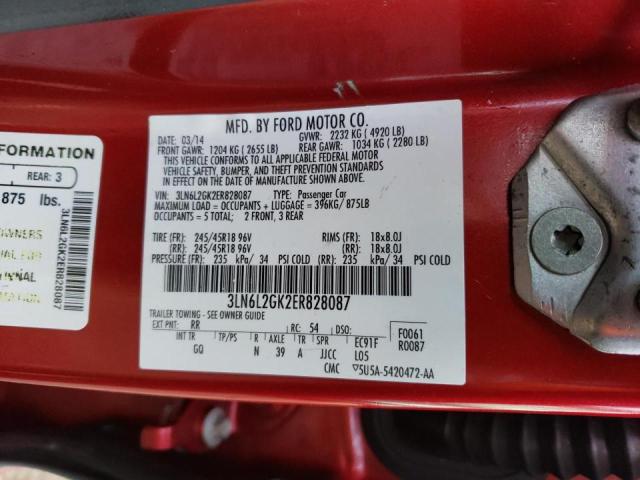 MFD. BY FORD MOTOR CO.
DATE: 03/14 GVWR: 2232 KG ( 4920 LB)
FRONT GAWR: 1204 KG ( 2655 LB) REAR GAWR: 1034 KG ( 2280 LB)
THIS VEHICLE CONFORMS TO ALL APPLICABLE FEDERAL MOTOR
VEHICLE SAFETY, BUMPER, AND THEFT PREVENTION STANDARDS
IN EFFECT ON THE DATE OF MANUFACTURE SHOWN ABOVE.
VIN: 3LN6L2GK2ER828087 TYPE: Passenger Car
MAXIMUM LOAD = OCCUPANTS + LUGGAGE = 396KG/ 875LB
OCCUPANTS = 5 TOTAL; 2 FRONT, 3 REAR
TIRE (FR): 245/45R18 96V RIMS (FR): 18x8.0J
(RR): 245/45R18 96V (RR): 18x8.0J
PRESSURE (FR): 235 kPa/ 34 PSI COLD (RR): 235 kPa/ 34 PSI COLD
3LN6L2GK2ER828087
TRAILER TOWING - SEE OWNER GUIDE
EXT PNT: RR RC: 54 DSO: F0061
INT TR TP/PS R AXLE TR SPR EC91F R0087
GQ N 39 A JJCC L05
CMC ▽5U5A-5420472-AA
FORMATION
REAR: 3
875 lbs.
OWNERS
UAL FOR
TIONAL
RMATION
3LN6L2GK2ER828087